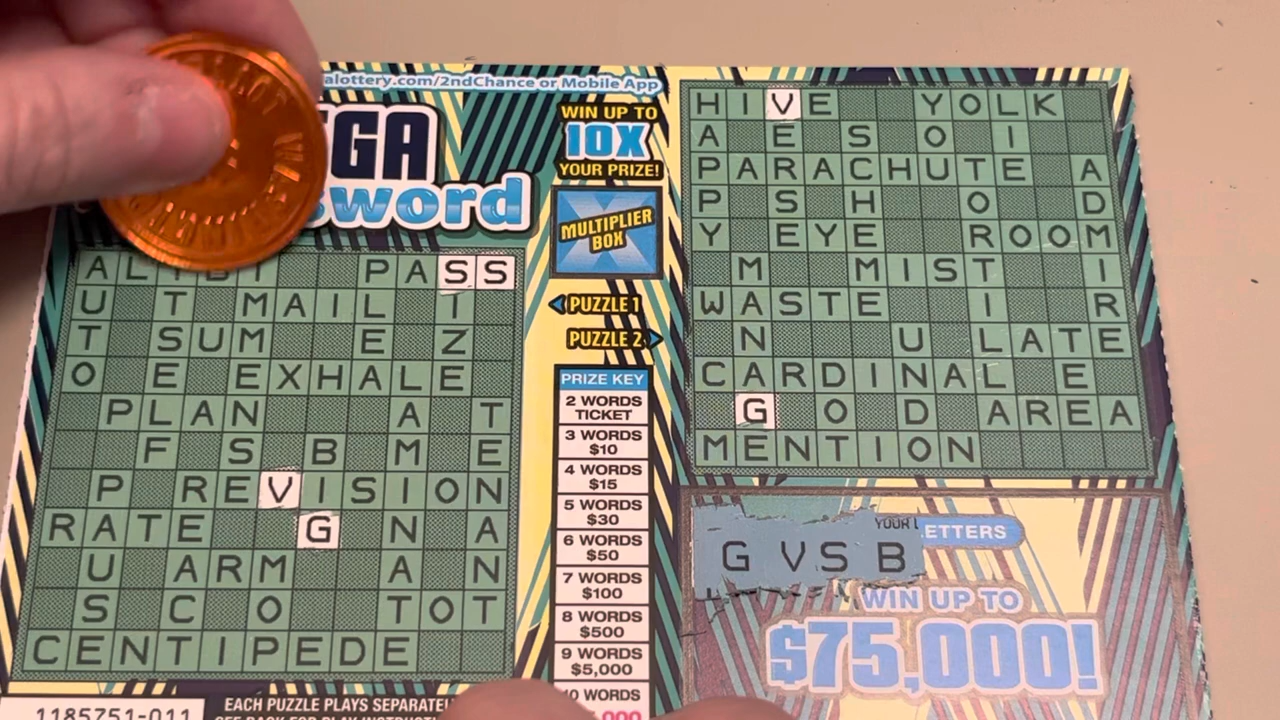 alottery.com/2ndChance or Mobile App
GA
sword
WIN UP TO
10X
YOUR PRIZE!
MULTIPLIER
BOX
PUZZLE 1
PUZZLE 2
PRIZE KEY
2 WORDS
TICKET
3 WORDS
$10
4 WORDS
$15
5 WORDS
$30
6 WORDS
$50
7 WORDS
$100
8 WORDS
$500
9 WORDS
$5,000
10 WORDS
ALIBI PASS
U T M L I
T MAIL
T SUM E Z
O E EXHALE
PLAN A T
F S B M E
P REVISION
RATE G N A
U ARM A N
S C O TOT
CENTIPEDE
1185751-011
EACH PUZZLE PLAYS SEPARATEL
HIVE YOLK
A E S O I
PARACHUTE A
P S H O D
Y EYE ROOM
M MIST I
WASTE E I R
N U LATE
CARDINAL E
G O D AREA
MENTION
YOUR LETTERS
G V S B
WIN UP TO
$75,000!